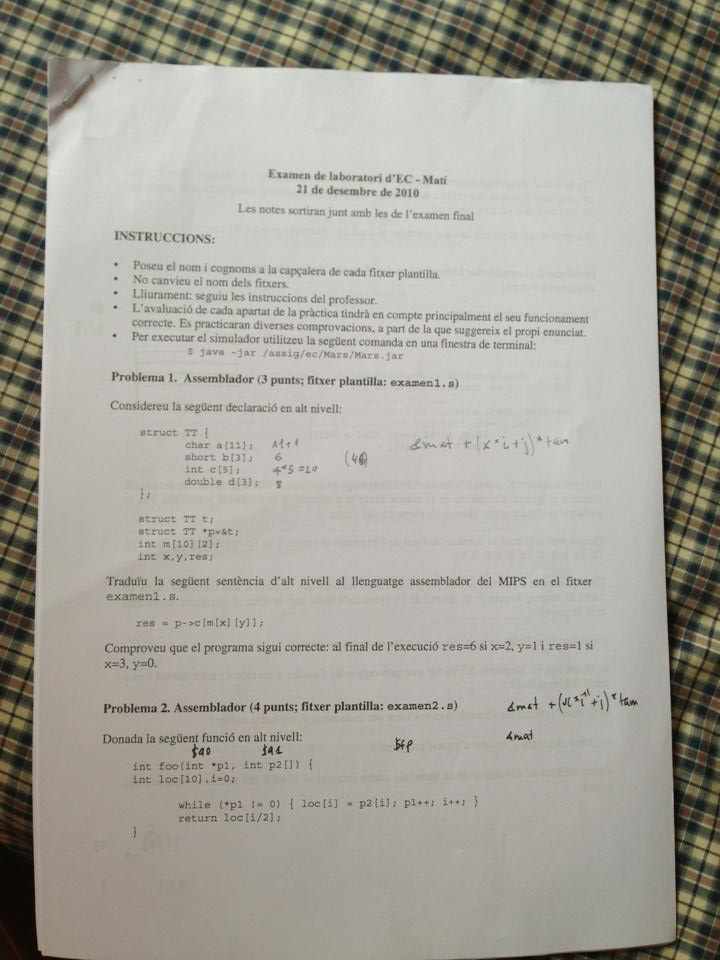 Examen de laboratori d'EC - Matí
21 de desembre de 2010
Les notes sortiran junt amb les de l'examen final
INSTRUCCIONS:
• Poseu el nom i cognoms a la capçalera de cada fitxer plantilla.
• No canvieu el nom dels fitxers.
• Lliurament: seguiu les instruccions del professor.
• L'avaluació de cada apartat de la pràctica tindrà en compte principalment el seu funcionament
correcte. Es practicaran diverses comprovacions, a part de la que suggereix el propi enunciat.
• Per executar el simulador utilitzeu la següent comanda en una finestra de terminal:
$ java -jar /assig/ec/Mars/Mars.jar
Problema 1. Assemblador (3 punts; fitxer plantilla: examen1.s)
Considereu la següent declaració en alt nivell:
struct TT {
char a[11]; 11+1 &mat + (x*i+j)*tam
short b[3]; 6
int c[5]; 4*5=20
double d[3]; 8
};
struct TT t;
struct TT *p=&t;
int m[10][2];
int x,y,res;
Traduïu la següent sentència d'alt nivell al llenguatge assemblador del MIPS en el fitxer
examen1.s.
res = p->c[m[x][y]];
Comproveu que el programa sigui correcte: al final de l'execució res=6 si x=2, y=1 i res=1 si
x=3, y=0.
Problema 2. Assemblador (4 punts; fitxer plantilla: examen2.s)
Donada la següent funció en alt nivell: &mat
$a0 $a1 $fp
int foo(int *p1, int p2[]) {
int loc[10],i=0;
while (*p1 != 0) { loc[i] = p2[i]; p1++; i++; }
return loc[i/2];
}